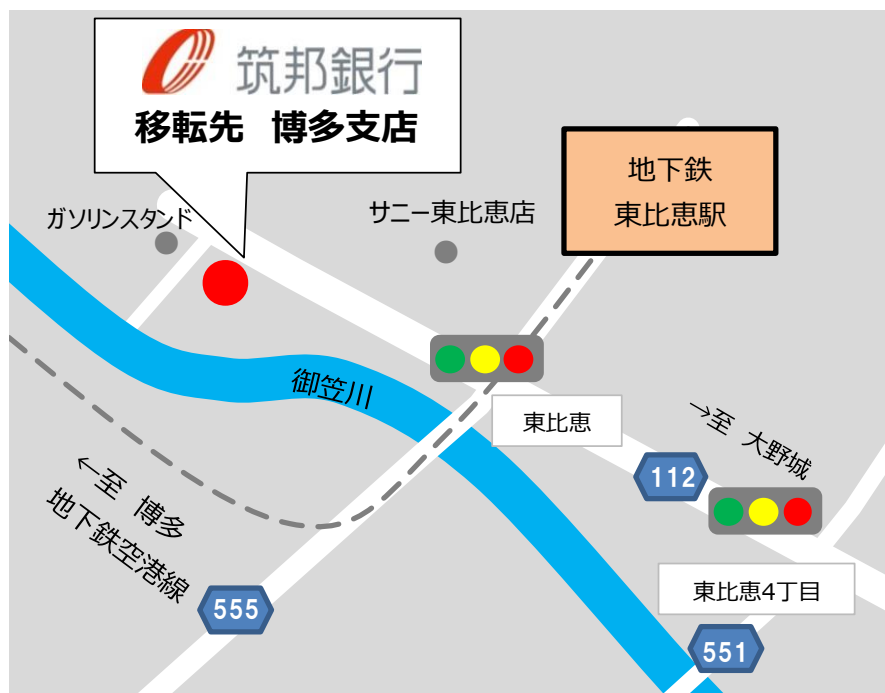 筑邦銀行
移転先 博多支店
地下鉄
東比恵駅
ガソリンスタンド
サニー東比恵店
御笠川
東比恵
→至 大野城
112
←至 博多
地下鉄空港線
555
東比恵4丁目
551